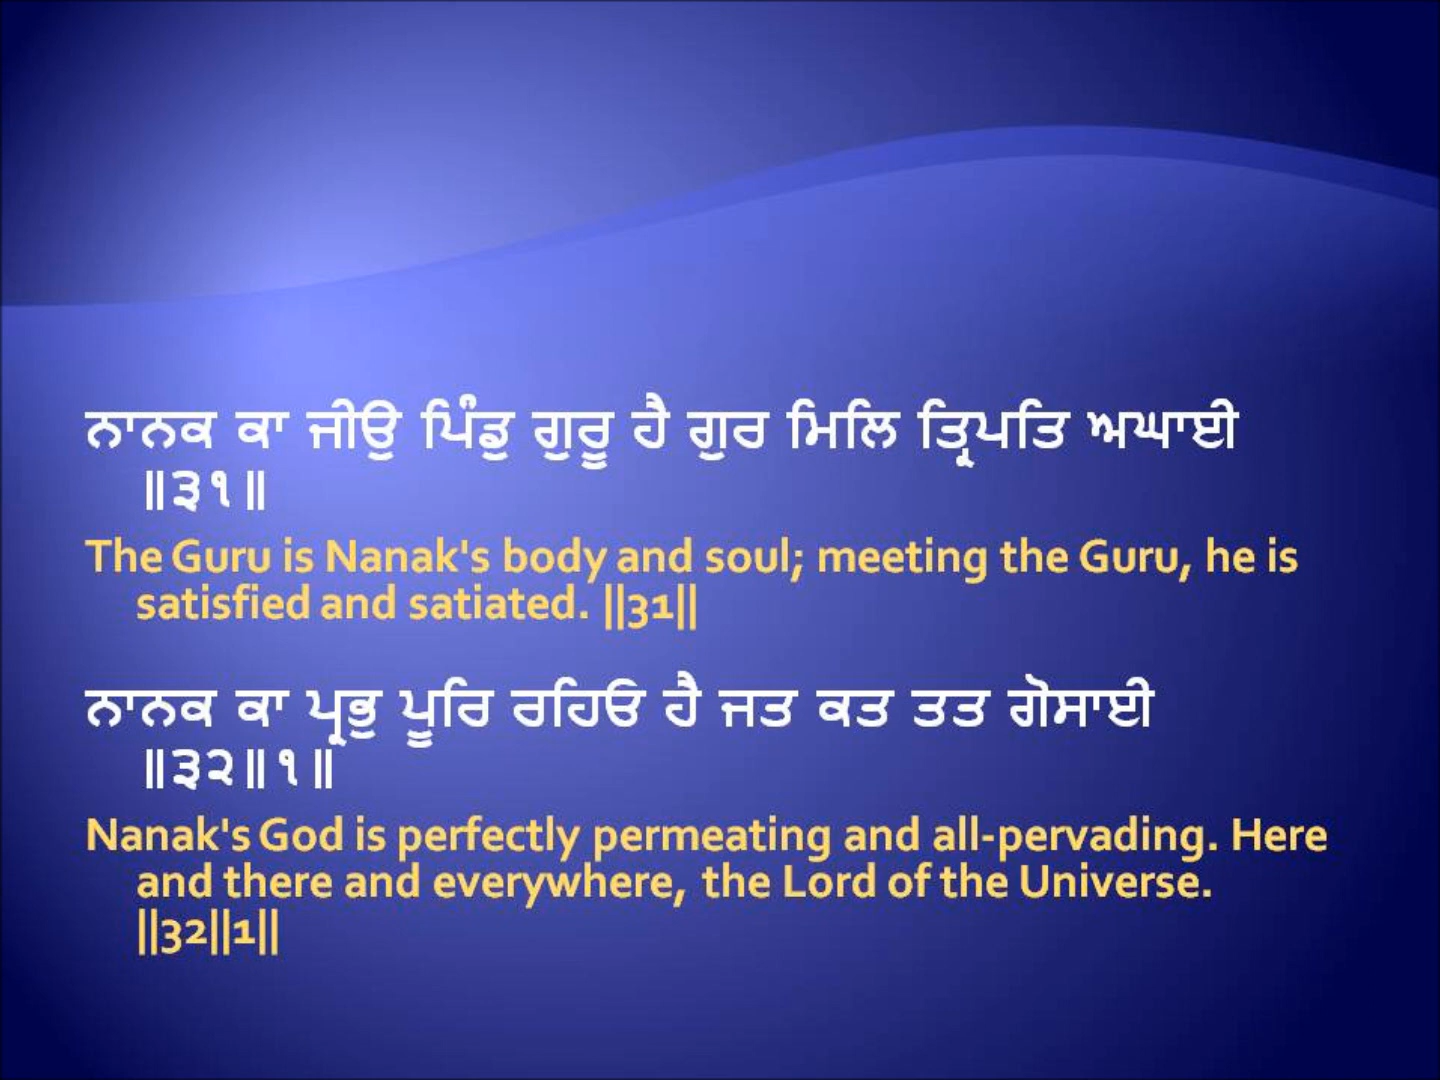 ਨਾਨਕ ਕਾ ਜੀਉ ਪਿੰਡੁ ਗੁਰੂ ਹੈ ਗੁਰ ਮਿਲਿ ਤ੍ਰਿਪਤਿ ਅਘਾਈ
॥੩੧॥
The Guru is Nanak's body and soul; meeting the Guru, he is
satisfied and satiated. ||31||
ਨਾਨਕ ਕਾ ਪ੍ਰਭੁ ਪੂਰਿ ਰਹਿਓ ਹੈ ਜਤ ਕਤ ਤਤ ਗੋਸਾਈ
॥੩੨॥੧॥
Nanak's God is perfectly permeating and all-pervading. Here
and there and everywhere, the Lord of the Universe.
||32||1||